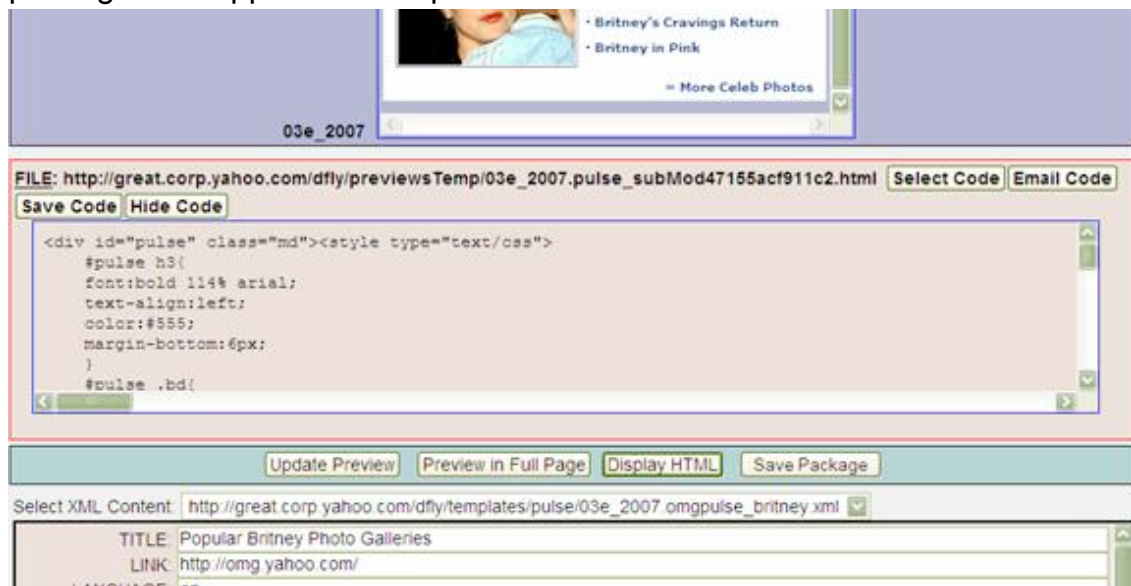 · Britney's Cravings Return
· Britney in Pink
» More Celeb Photos
03e_2007
FILE: http://great.corp.yahoo.com/dfly/previewsTemp/03e_2007.pulse_subMod47155acf911c2.html Select Code Email Code
Save Code Hide Code
<div id="pulse" class="md"><style type="text/css">
#pulse h3{
font:bold 114% arial;
text-align:left;
color:#555;
margin-bottom:6px;
}
#pulse .bd{
Update Preview Preview in Full Page Display HTML Save Package
Select XML Content: http://great.corp.yahoo.com/dfly/templates/pulse/03e_2007.omgpulse_britney.xml
TITLE: Popular Britney Photo Galleries
LINK: http://omg.yahoo.com/